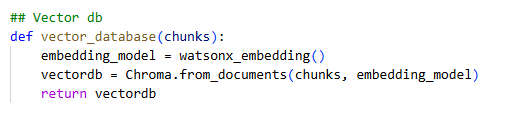 ## Vector db
def vector_database(chunks):
    embedding_model = watsonx_embedding()
    vectordb = Chroma.from_documents(chunks, embedding_model)
    return vectordb